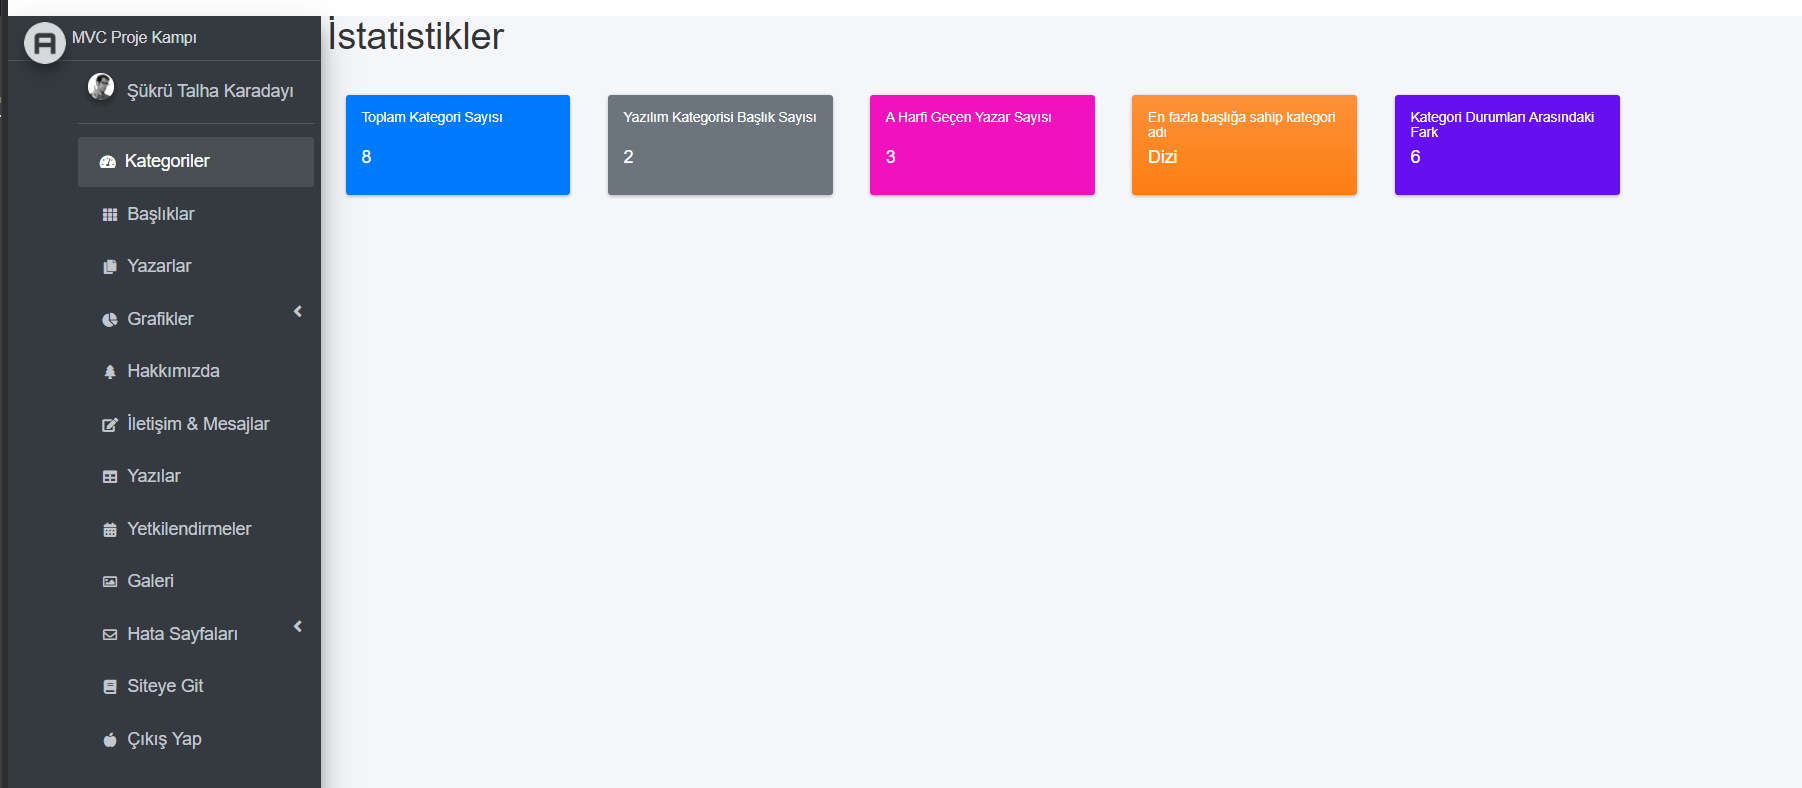 MVC Proje Kampı
Şükrü Talha Karadayı
Kategoriler
Başlıklar
Yazarlar
Grafikler
Hakkımızda
İletişim & Mesajlar
Yazılar
Yetkilendirmeler
Galeri
Hata Sayfaları
Siteye Git
Çıkış Yap
İstatistikler
Toplam Kategori Sayısı
8
Yazılım Kategorisi Başlık Sayısı
2
A Harfi Geçen Yazar Sayısı
3
En fazla başlığa sahip kategori
adı
Dizi
Kategori Durumları Arasındaki
Fark
6